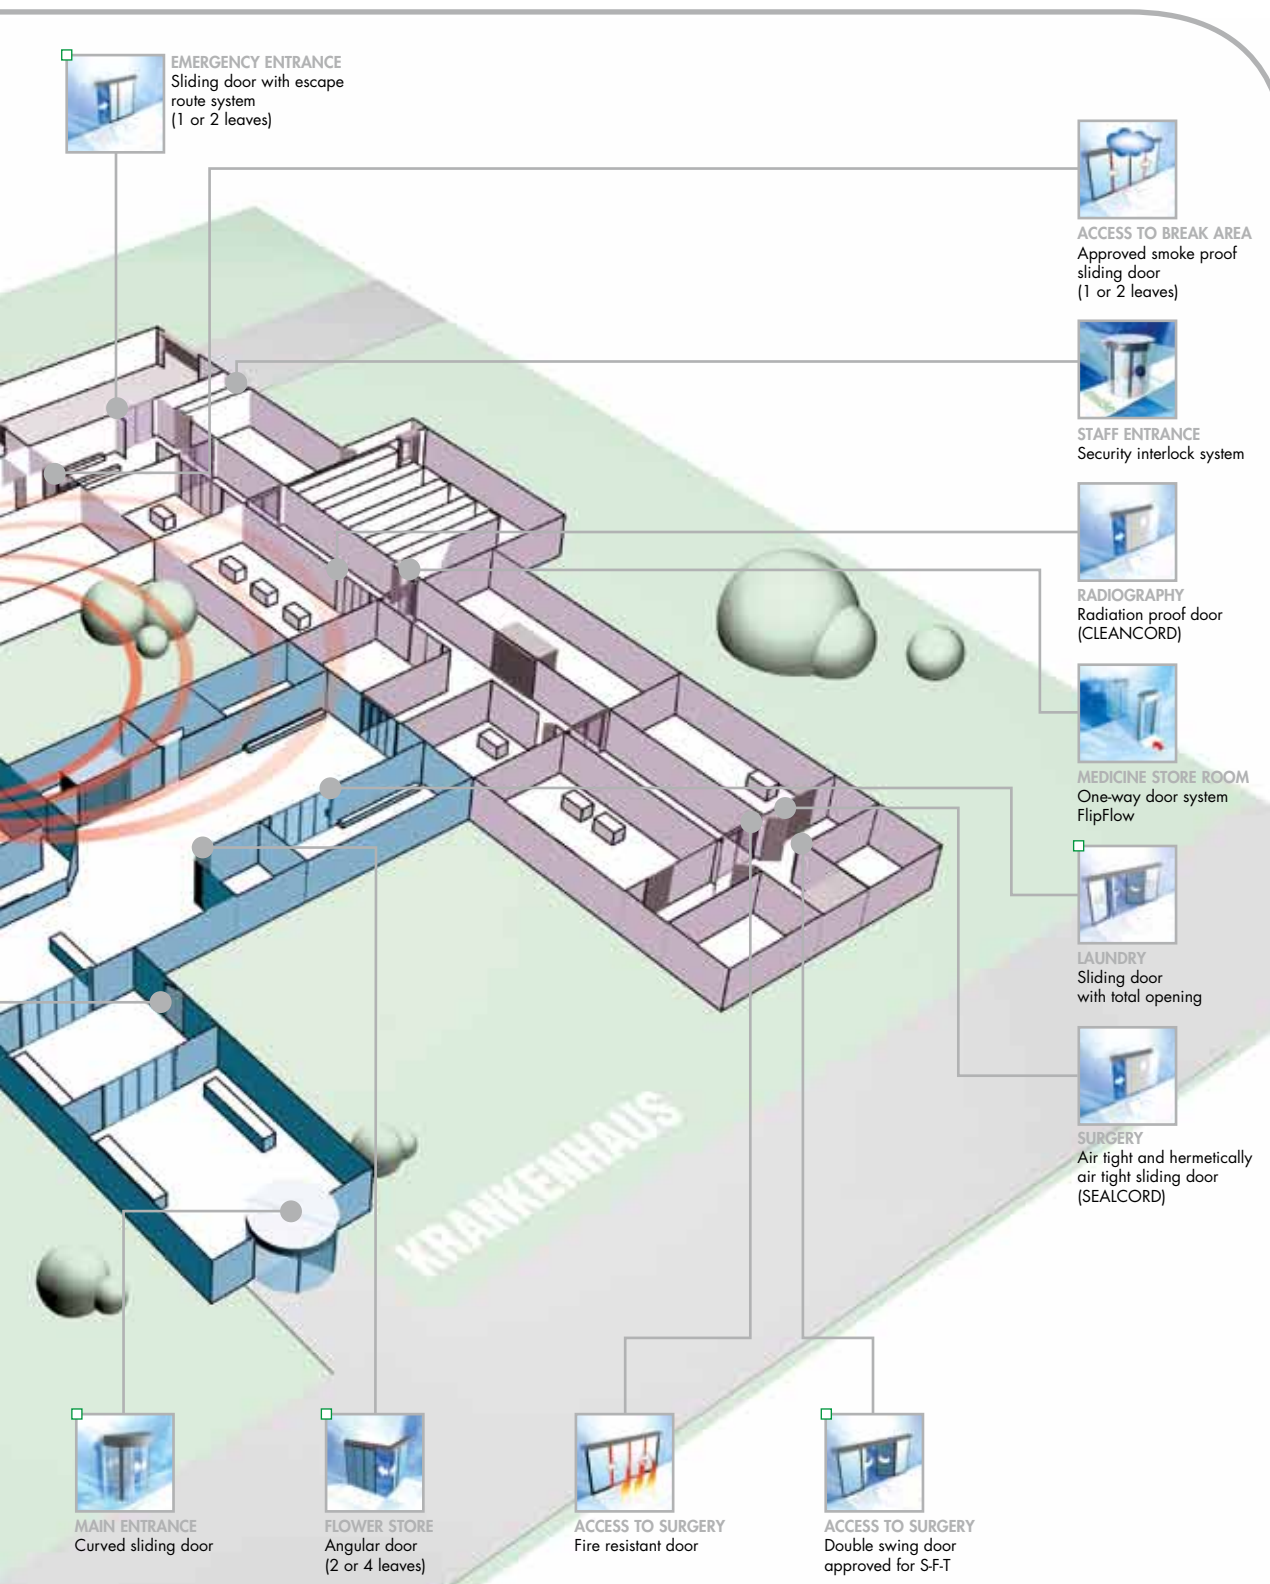 EMERGENCY ENTRANCE
Sliding door with escape
route system
(1 or 2 leaves)
ACCESS TO BREAK AREA
Approved smoke proof
sliding door
(1 or 2 leaves)
STAFF ENTRANCE
Security interlock system
RADIOGRAPHY
Radiation proof door
(CLEANCORD)
MEDICINE STORE ROOM
One-way door system
FlipFlow
LAUNDRY
Sliding door
with total opening
SURGERY
Air tight and hermetically
air tight sliding door
(SEALCORD)
KRANKENHAUS
MAIN ENTRANCE
Curved sliding door
FLOWER STORE
Angular door
(2 or 4 leaves)
ACCESS TO SURGERY
Fire resistant door
ACCESS TO SURGERY
Double swing door
approved for S-F-T